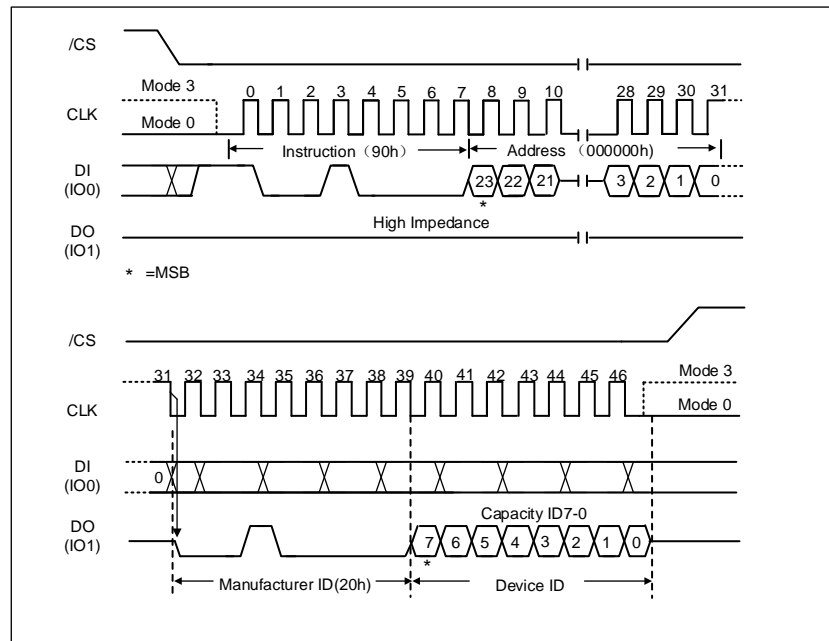 /CS
Mode 3
0 1 2 3 4 5 6 7 8 9 10 28 29 30 31
CLK
Mode 0
Instruction（90h） Address （000000h）
DI
(IO0)
23 22 21 3 2 1 0
*
High Impedance
DO
(IO1)
* =MSB
/CS
31 32 33 34 35 36 37 38 39 40 41 42 43 44 45 46
Mode 3
CLK
Mode 0
DI
(IO0)
0
Capacity ID7-0
DO
(IO1)
7 6 5 4 3 2 1 0
*
Manufacturer ID(20h) Device ID